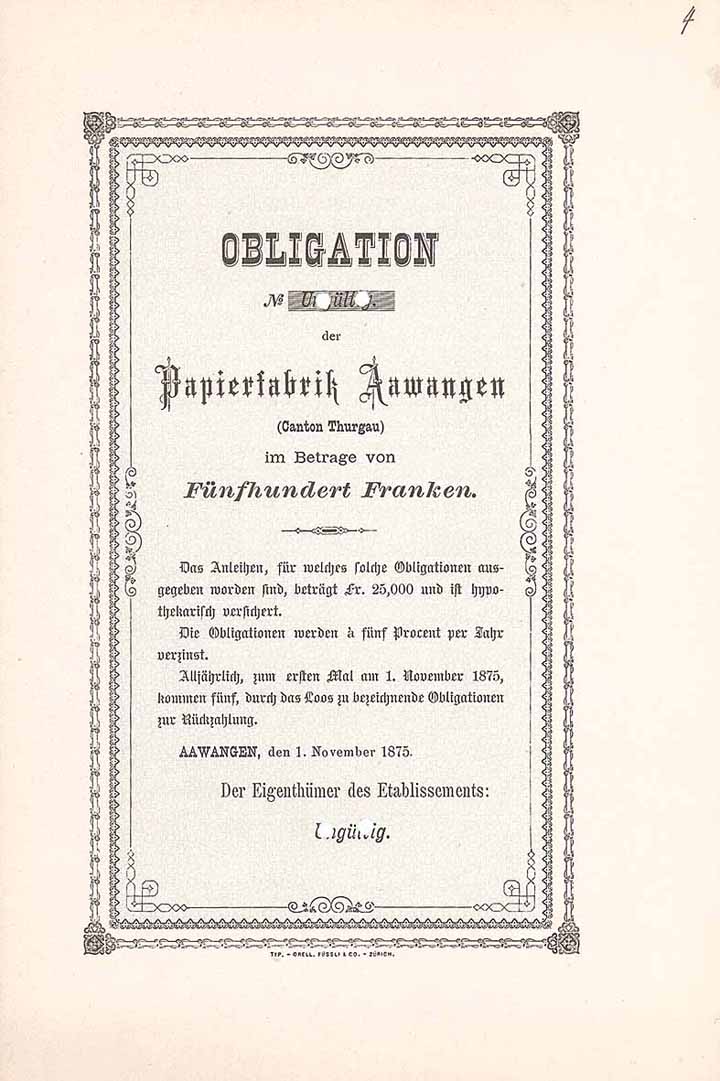 4
OBLIGATION
№ Ungültig.
der
Papierfabrik Aawangen
(Canton Thurgau)
im Betrage von
Fünfhundert Franken.
Das Anleihen, für welches solche Obligationen aus-
gegeben worden sind, beträgt Fr. 25,000 und ist hypo-
thekarisch versichert.
Die Obligationen werden à fünf Procent per Jahr
verzinst.
Alljährlich, zum ersten Mal am 1. November 1875,
kommen fünf, durch das Loos zu bezeichnende Obligationen
zur Rückzahlung.
AAWANGEN, den 1. November 1875.
Der Eigenthümer des Etablissements:
Ungültig.
TYP. – ORELL, FÜSSLI & CO. – ZÜRICH.